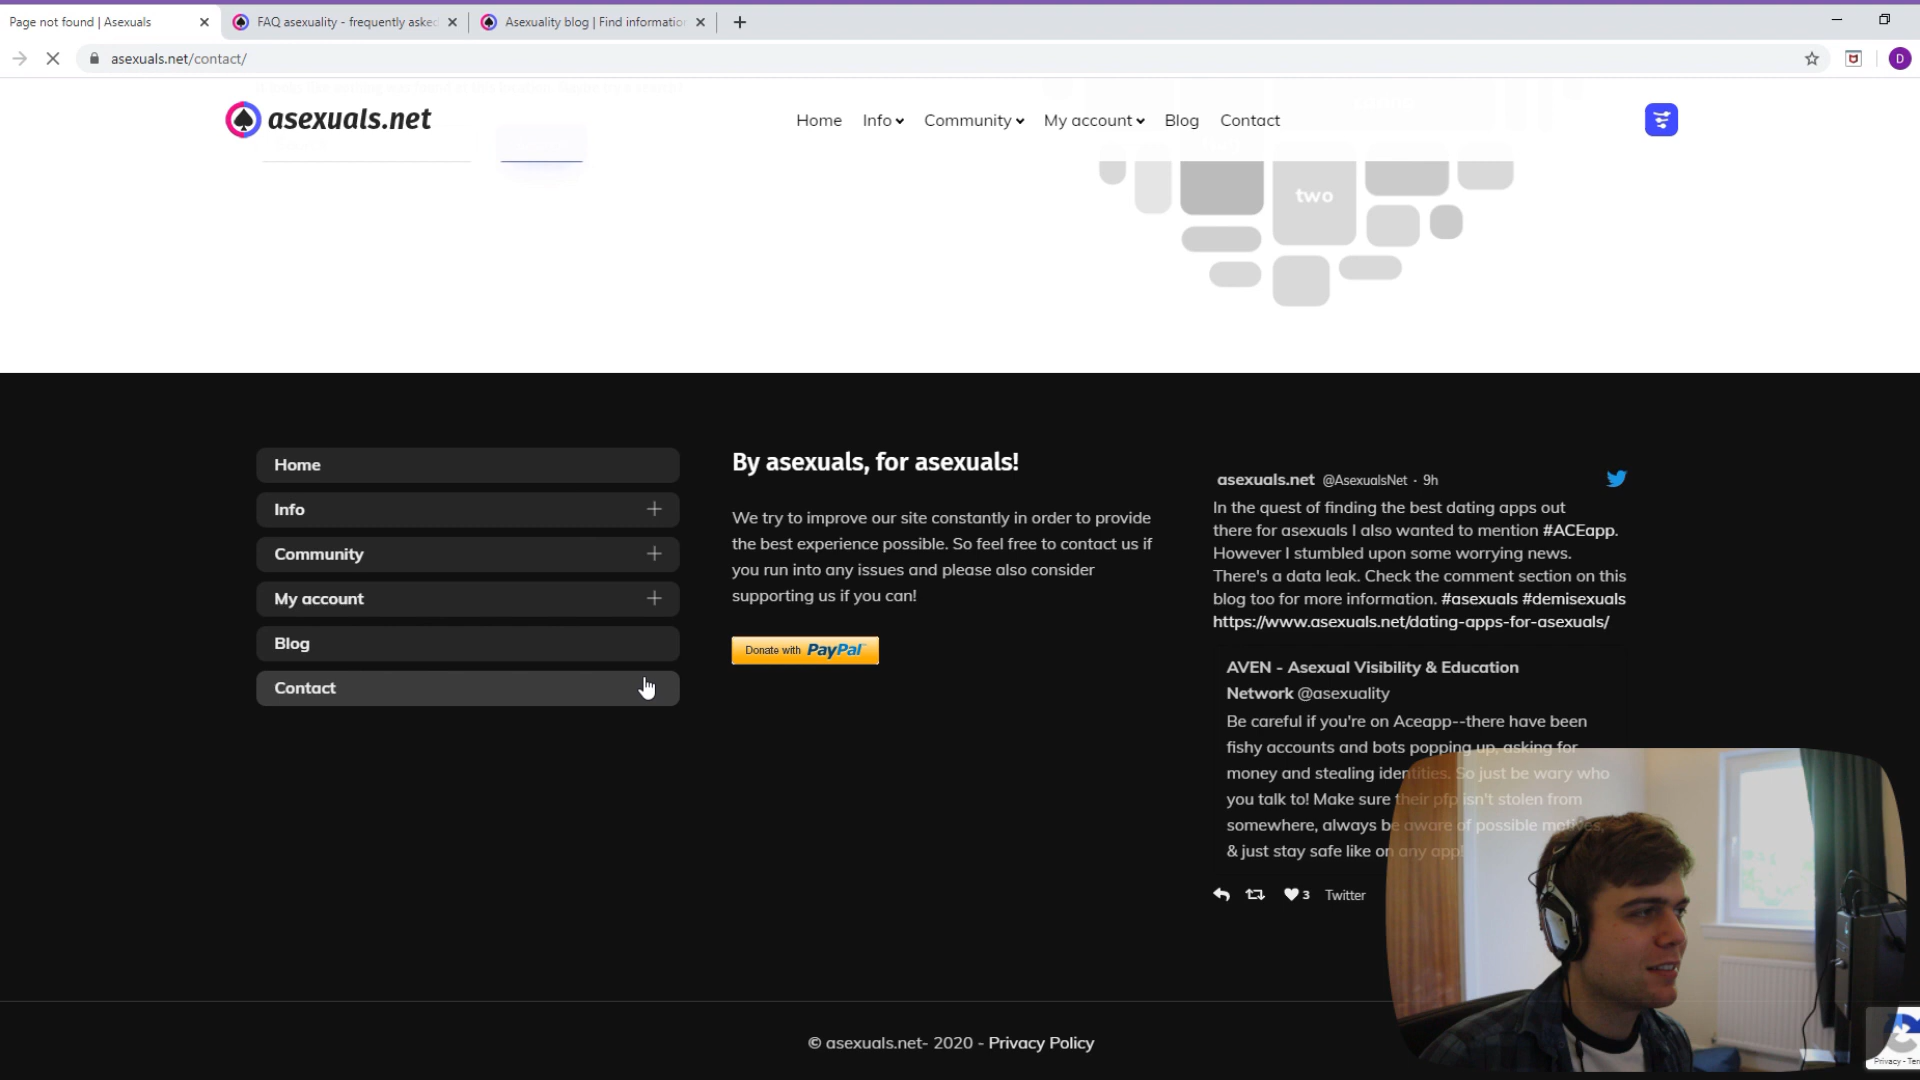 Page not found | Asexuals
FAQ asexuality - frequently asked
Asexuality blog | Find informatio
asexuals.net/contact/
D
asexuals.net
Home
Info
Community
My account
Blog
Contact
two
Home
Info
Community
My account
Blog
Contact
By asexuals, for asexuals!
We try to improve our site constantly in order to provide
the best experience possible. So feel free to contact us if
you run into any issues and please also consider
supporting us if you can!
Donate with PayPal
asexuals.net @AsexualsNet · 9h
In the quest of finding the best dating apps out
there for asexuals I also wanted to mention #ACEapp.
However I stumbled upon some worrying news.
There's a data leak. Check the comment section on this
blog too for more information. #asexuals #demisexuals
https://www.asexuals.net/dating-apps-for-asexuals/
AVEN - Asexual Visibility & Education
Network @asexuality
Be careful if you're on Aceapp--there have been
fishy accounts and bots popping up, asking for
money and stealing identities. So just be wary who
you talk to! Make sure their pfp isn't stolen from
somewhere, always be aware of possible motives,
& just stay safe like on any app!
3
Twitter
© asexuals.net- 2020 - Privacy Policy
Privacy - Ter